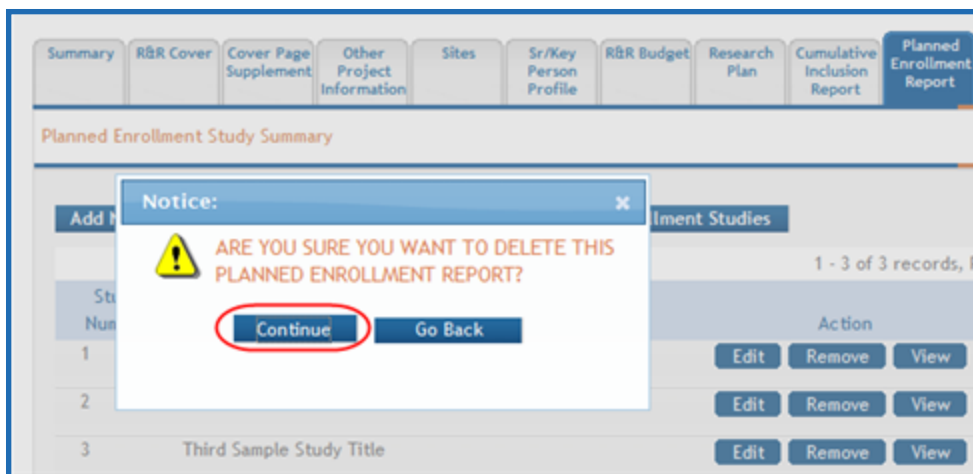 Summary R&R Cover Cover Page Supplement Other Project Information Sites Sr/Key Person Profile R&R Budget Research Plan Cumulative Inclusion Report Planned Enrollment Report
Planned Enrollment Study Summary
Notice:
Add
Studies
ARE YOU SURE YOU WANT TO DELETE THIS
PLANNED ENROLLMENT REPORT?
1 - 3 of 3 records,
Continue Go Back
Action
1 Edit Remove View
2 Edit Remove View
3 Third Sample Study Title Edit Remove View